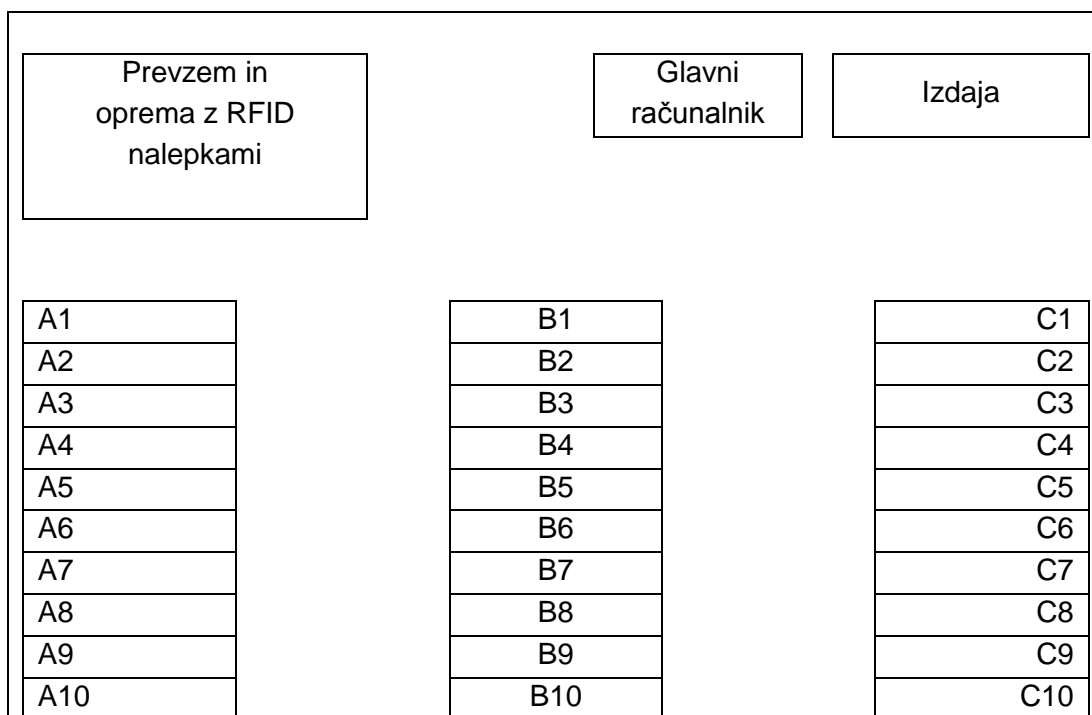 Prevzem in
oprema z RFID
nalepkami
Glavni
računalnik
Izdaja
A1 B1 C1
A2 B2 C2
A3 B3 C3
A4 B4 C4
A5 B5 C5
A6 B6 C6
A7 B7 C7
A8 B8 C8
A9 B9 C9
A10 B10 C10